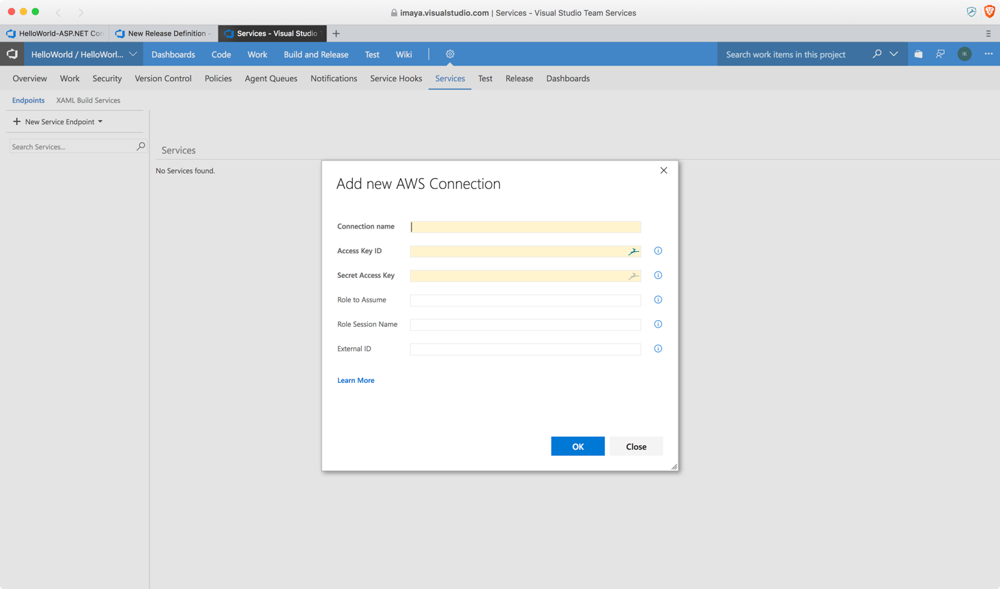 imaya.visualstudio.com | Services - Visual Studio Team Services
HelloWorld-ASP.NET Cor
New Release Definition -
Services - Visual Studio T
HelloWorld / HelloWorl...
Dashboards
Code
Work
Build and Release
Test
Wiki
Search work items in this project
IK
Overview
Work
Security
Version Control
Policies
Agent Queues
Notifications
Service Hooks
Services
Test
Release
Dashboards
Endpoints
XAML Build Services
New Service Endpoint
Search Services...
Services
No Services found.
Add new AWS Connection
Connection name
Access Key ID
Secret Access Key
Role to Assume
Role Session Name
External ID
Learn More
OK
Close